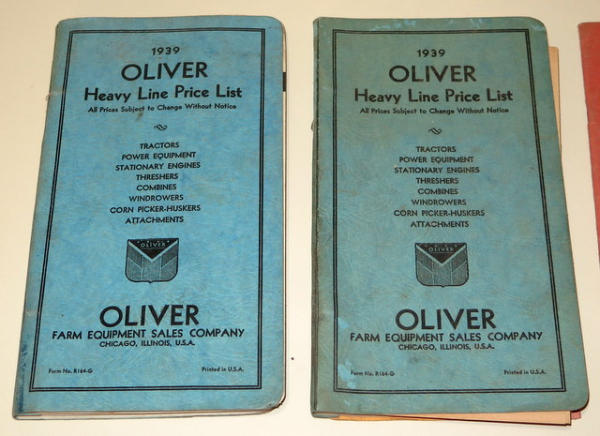 1939
OLIVER
Heavy Line Price List
All Prices Subject to Change Without Notice
TRACTORS
POWER EQUIPMENT
STATIONARY ENGINES
THRESHERS
COMBINES
WINDROWERS
CORN PICKER-HUSKERS
ATTACHMENTS
OLIVER
OLIVER
FARM EQUIPMENT SALES COMPANY
CHICAGO, ILLINOIS, U.S.A.
Form No. R164-G
Printed in U.S.A.
1939
OLIVER
Heavy Line Price List
All Prices Subject to Change Without Notice
TRACTORS
POWER EQUIPMENT
STATIONARY ENGINES
THRESHERS
COMBINES
WINDROWERS
CORN PICKER-HUSKERS
ATTACHMENTS
OLIVER
OLIVER
FARM EQUIPMENT SALES COMPANY
CHICAGO, ILLINOIS, U.S.A.
Form No. R164-G
Printed in U.S.A.